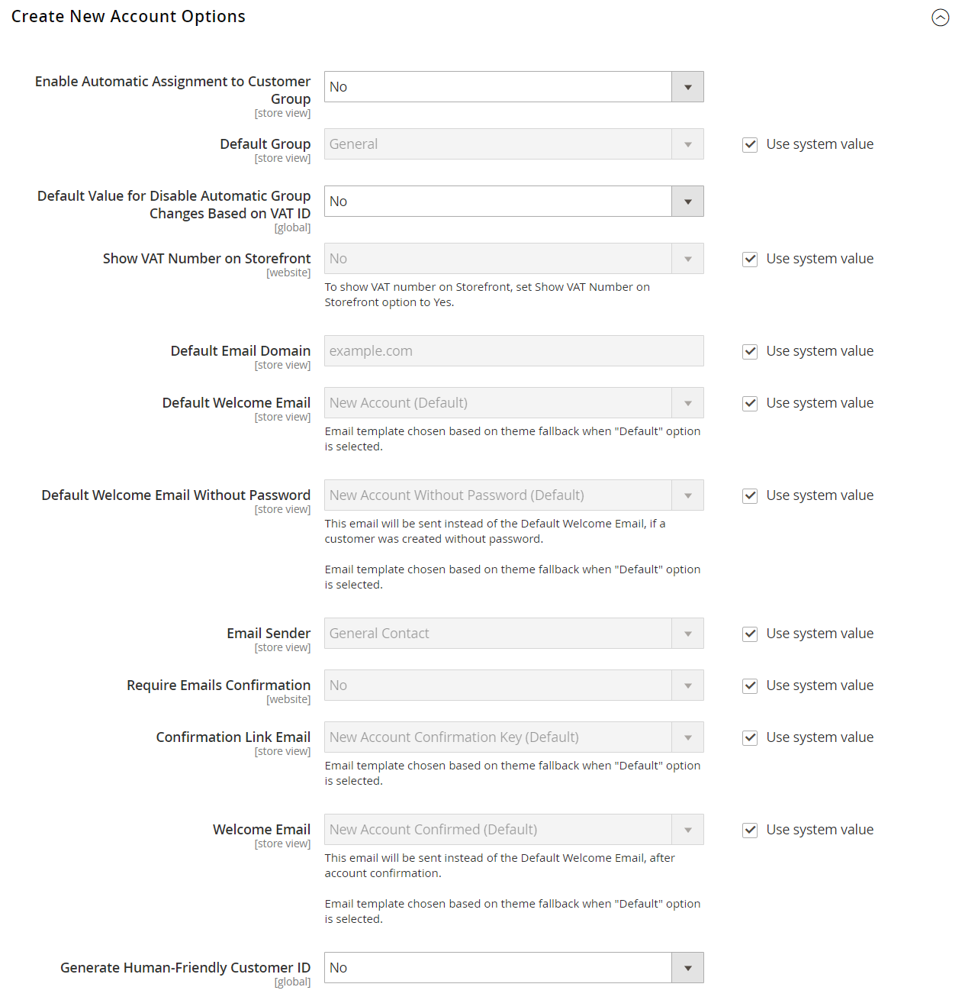 Create New Account Options
Enable Automatic Assignment to Customer
Group
[store view]
No
Default Group
[store view]
General
Use system value
Default Value for Disable Automatic Group
Changes Based on VAT ID
[global]
No
Show VAT Number on Storefront
[website]
No
Use system value
To show VAT number on Storefront, set Show VAT Number on
Storefront option to Yes.
Default Email Domain
[store view]
example.com
Use system value
Default Welcome Email
[store view]
New Account (Default)
Use system value
Email template chosen based on theme fallback when "Default" option
is selected.
Default Welcome Email Without Password
[store view]
New Account Without Password (Default)
Use system value
This email will be sent instead of the Default Welcome Email, if a
customer was created without password.
Email template chosen based on theme fallback when "Default" option
is selected.
Email Sender
[store view]
General Contact
Use system value
Require Emails Confirmation
[website]
No
Use system value
Confirmation Link Email
[store view]
New Account Confirmation Key (Default)
Use system value
Email template chosen based on theme fallback when "Default" option
is selected.
Welcome Email
[store view]
New Account Confirmed (Default)
Use system value
This email will be sent instead of the Default Welcome Email, after
account confirmation.
Email template chosen based on theme fallback when "Default" option
is selected.
Generate Human-Friendly Customer ID
[global]
No